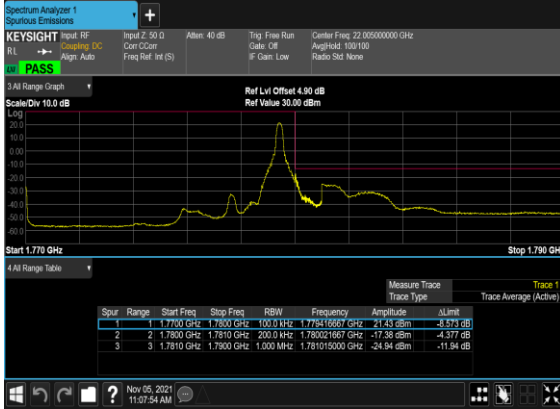 Spectrum Analyzer 1
Spurious Emissions
+
KEYSIGHT Input: RF Input Z: 50 Ω Atten: 40 dB Trig: Free Run Center Freq: 22.005000000 GHz
RL Coupling: DC Corr CCorr Gate: Off Avg|Hold: 100/100
Align: Auto Freq Ref: Int (S) IF Gain: Low Radio Std: None
PASS
3 All Range Graph
Ref Lvl Offset 4.90 dB
Scale/Div 10.0 dB Ref Value 30.00 dBm
Log
20.0
10.0
0.00
-10.0
-20.0
-30.0
-40.0
-50.0
-60.0
Start 1.770 GHz Stop 1.790 GH
4 All Range Table
Measure Trace Trace 1
Trace Type Trace Average (Active)
Spur Range Start Freq Stop Freq RBW Frequency Amplitude ΔLimit
1 1 1.7700 GHz 1.7800 GHz 100.0 kHz 1.779416667 GHz 21.43 dBm -8.573 dB
2 2 1.7800 GHz 1.7810 GHz 200.0 kHz 1.780021667 GHz -17.38 dBm -4.377 dB
3 3 1.7810 GHz 1.7900 GHz 1.000 MHz 1.781015000 GHz -24.94 dBm -11.94 dB
?
Nov 05, 2021
11:07:54 AM